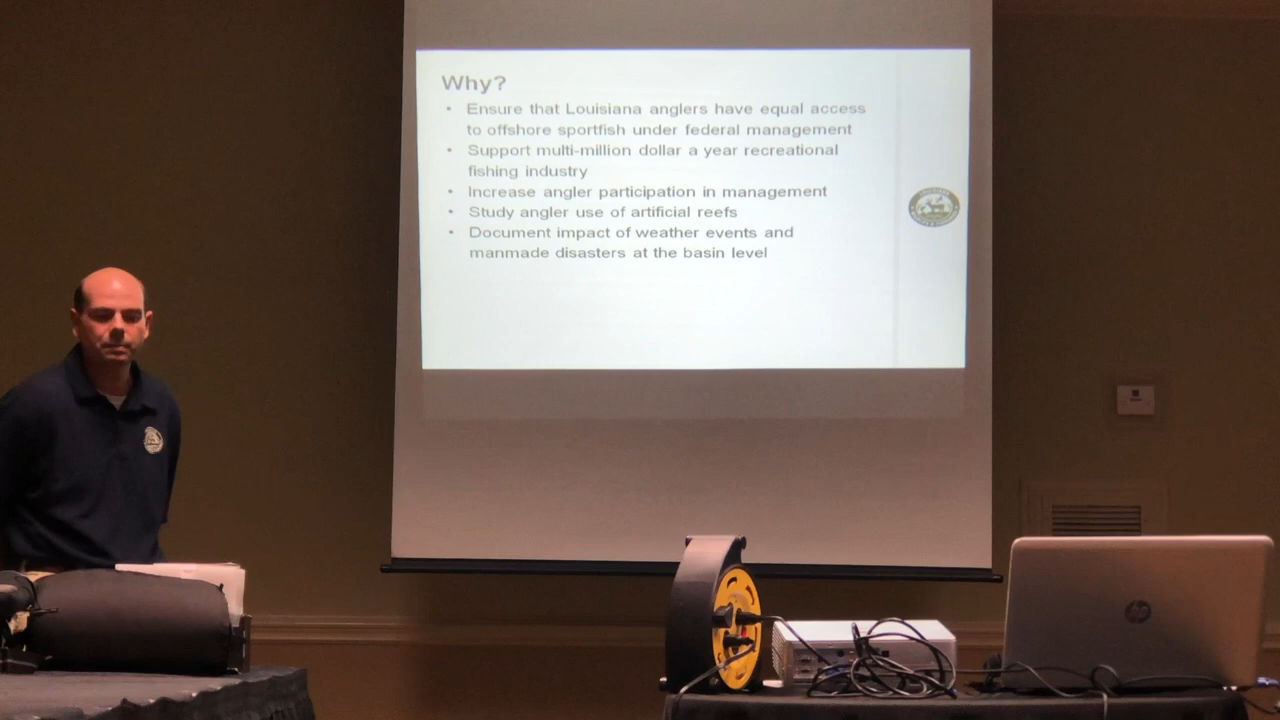 Why?
• Ensure that Louisiana anglers have equal access
to offshore sportfish under federal management
• Support multi-million dollar a year recreational
fishing industry
• Increase angler participation in management
• Study angler use of artificial reefs
• Document impact of weather events and
manmade disasters at the basin level
hp